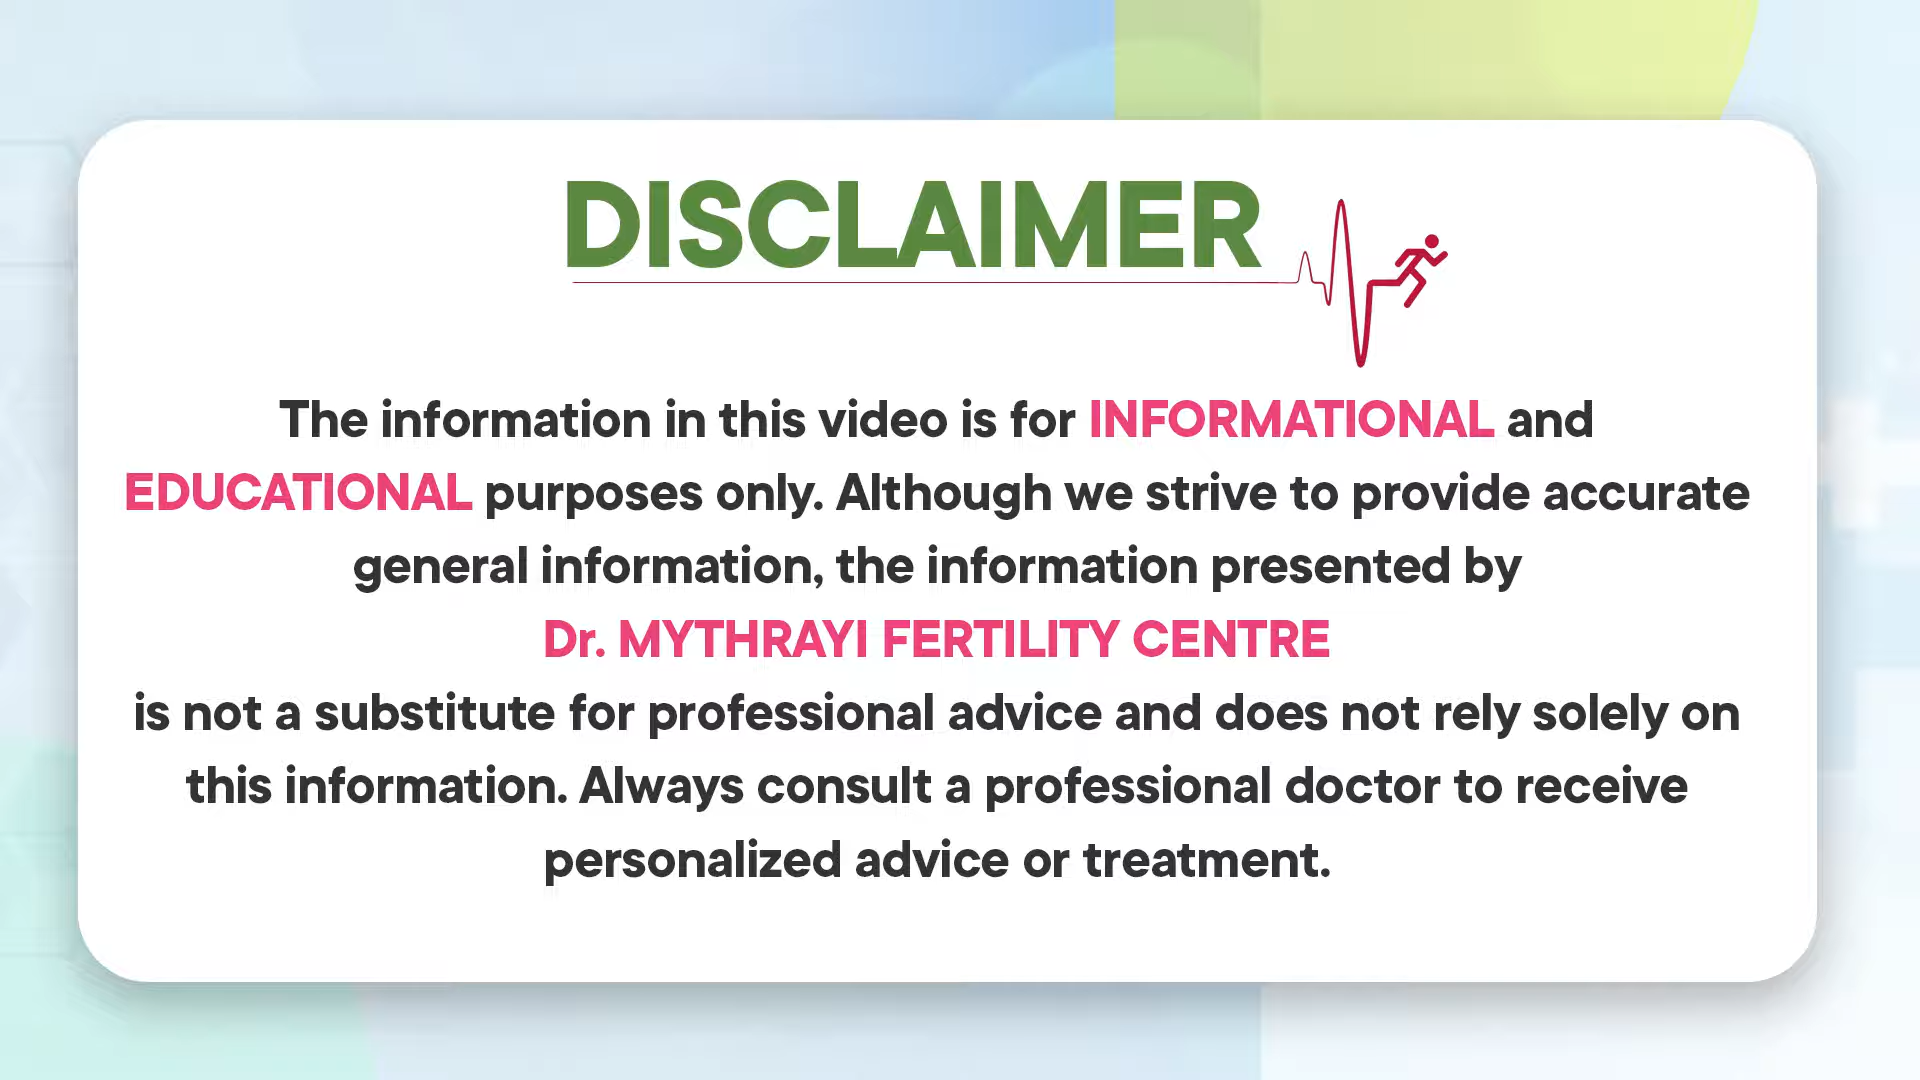 DISCLAIMER
The information in this video is for INFORMATIONAL and
EDUCATIONAL purposes only. Although we strive to provide accurate
general information, the information presented by
Dr. MYTHRAYI FERTILITY CENTRE
is not a substitute for professional advice and does not rely solely on
this information. Always consult a professional doctor to receive
personalized advice or treatment.